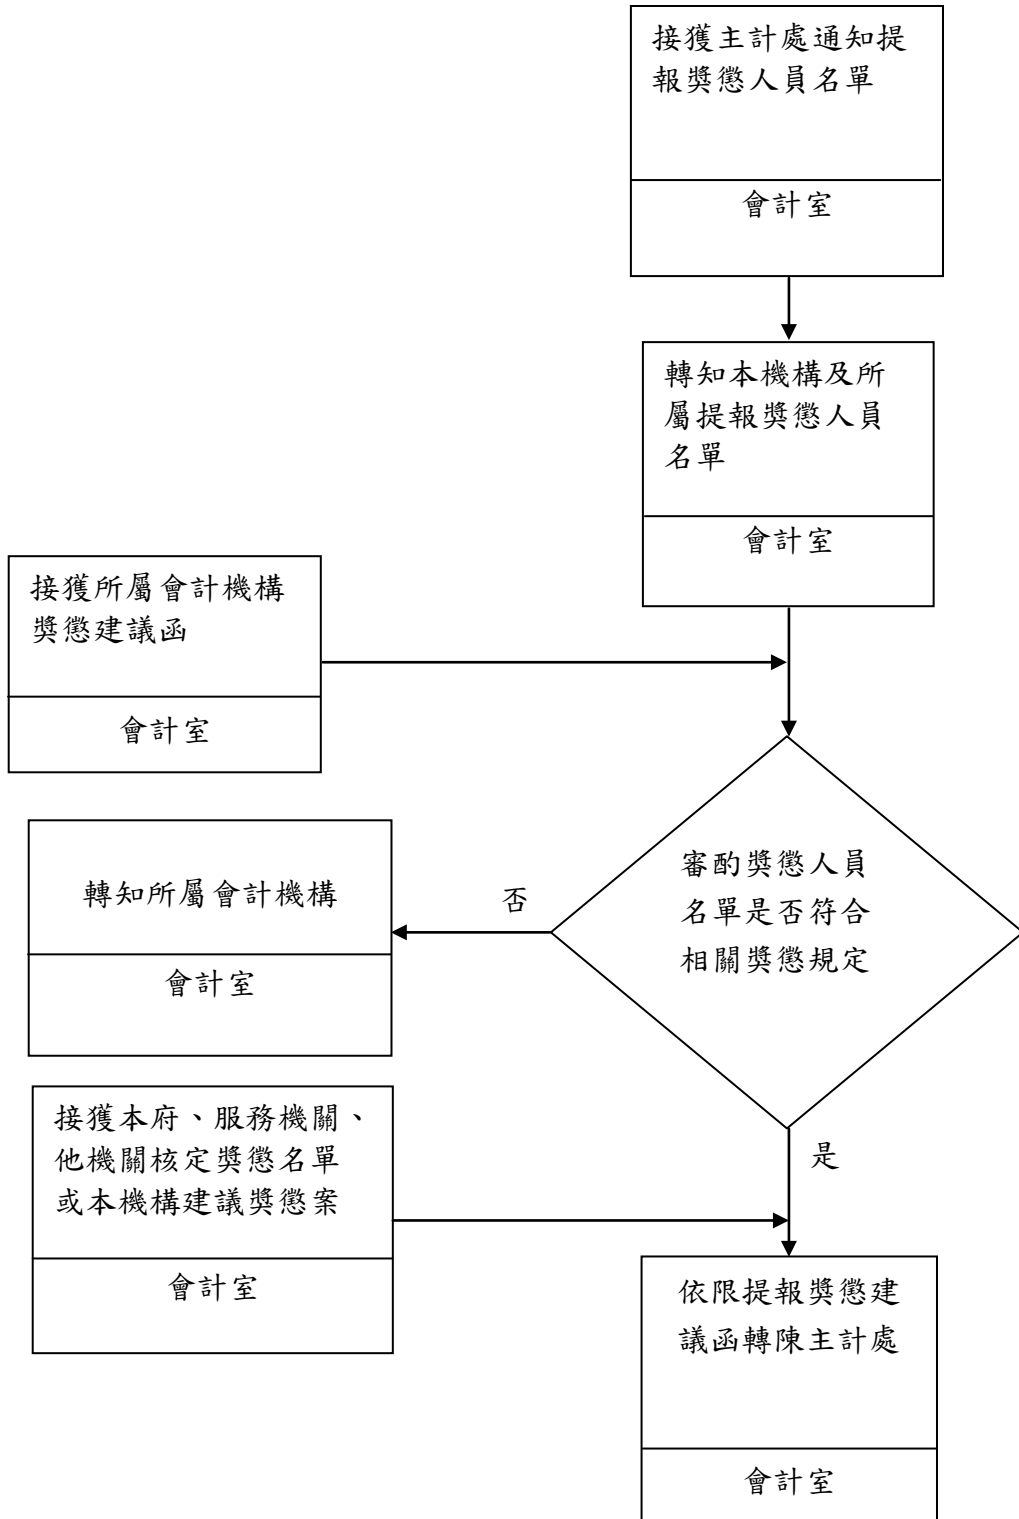 接獲主計處通知提
報獎懲人員名單
會計室
轉知本機構及所
屬提報獎懲人員
名單
會計室
接獲所屬會計機構
獎懲建議函
會計室
審酌獎懲人員
名單是否符合
相關獎懲規定
否
轉知所屬會計機構
會計室
是
接獲本府、服務機關、
他機關核定獎懲名單
或本機構建議獎懲案
會計室
依限提報獎懲建
議函轉陳主計處
會計室